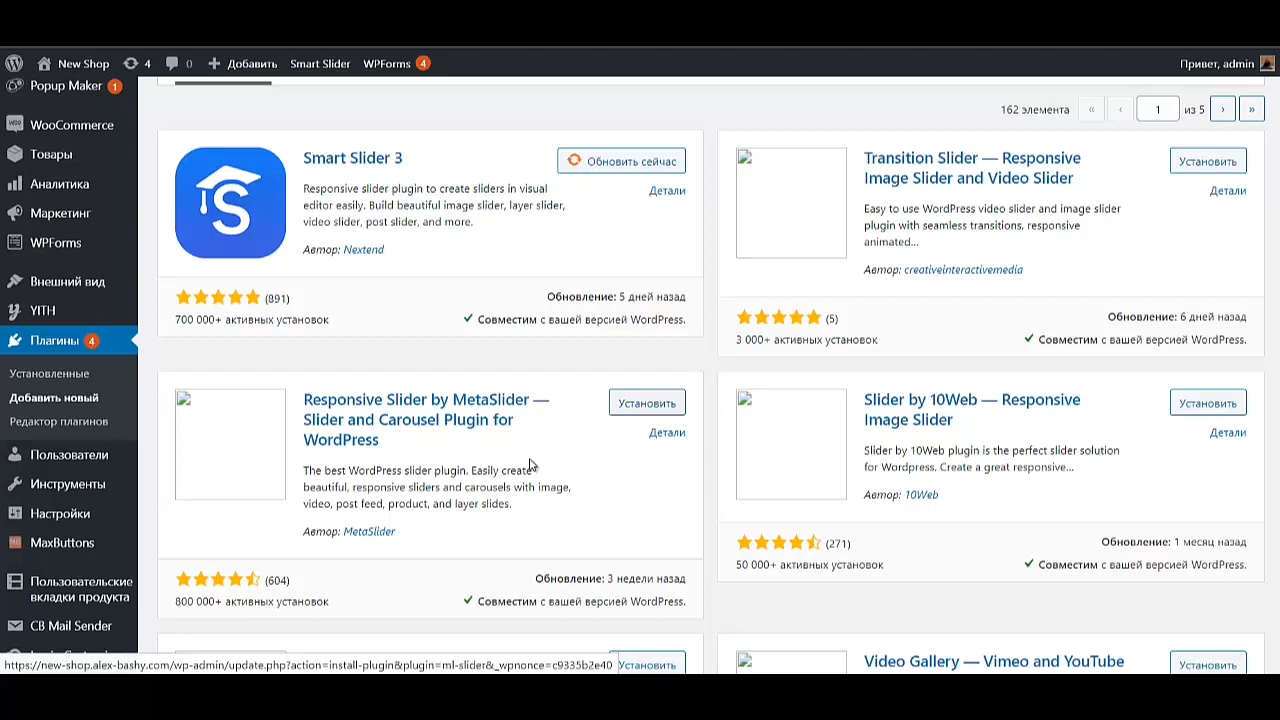 New Shop 4 0 Добавить Smart Slider WPForms 4 Привет, admin
Popup Maker 1
WooCommerce
Товары
Аналитика
Маркетинг
WPForms
Внешний вид
YITH
Плагины 4
Установленные
Добавить новый
Редактор плагинов
Пользователи
Инструменты
Настройки
MaxButtons
Пользовательские
вкладки продукта
CB Mail Sender
162 элемента « ‹ 1 из 5 › »
S
Smart Slider 3
Обновить сейчас
Детали
Responsive slider plugin to create sliders in visual
editor easily. Build beautiful image slider, layer slider,
video slider, post slider, and more.
Автор: Nextend
(891)
Обновление: 5 дней назад
700 000+ активных установок
Совместим с вашей версией WordPress.
Transition Slider — Responsive
Image Slider and Video Slider
Установить
Детали
Easy to use WordPress video slider and image slider
plugin with seamless transitions, responsive
animated...
Автор: creativeinteractivemedia
(5)
Обновление: 6 дней назад
3 000+ активных установок
Совместим с вашей версией WordPress.
Responsive Slider by MetaSlider —
Slider and Carousel Plugin for
WordPress
Установить
Детали
The best WordPress slider plugin. Easily create
beautiful, responsive sliders and carousels with image,
video, post feed, product, and layer slides.
Автор: MetaSlider
(604)
Обновление: 3 недели назад
800 000+ активных установок
Совместим с вашей версией WordPress.
Slider by 10Web — Responsive
Image Slider
Установить
Детали
Slider by 10Web plugin is the perfect slider solution
for Wordpress. Create a great responsive...
Автор: 10Web
(271)
Обновление: 1 месяц назад
50 000+ активных установок
Совместим с вашей версией WordPress.
Установить
Video Gallery — Vimeo and YouTube
Установить
https://new-shop.alex-bashy.com/wp-admin/update.php?action=install-plugin&plugin=ml-slider&_wpnonce=c9335b2e40